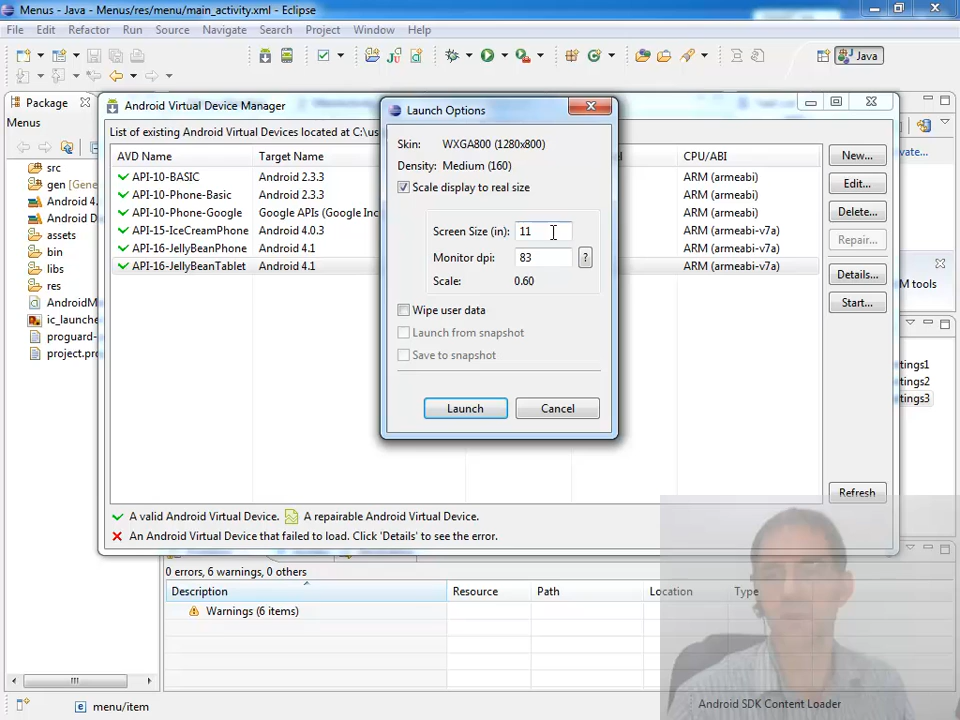 Menus - Java - Menus/res/menu/main_activity.xml - Eclipse
File Edit Refactor Run Source Navigate Search Project Window Help
Java
Package
Menus
src
gen [Gene
Android 4.
Android D
assets
bin
libs
res
AndroidM
ic_launche
proguard-
project.pro
Android Virtual Device Manager
List of existing Android Virtual Devices located at C:\us
AVD Name Target Name CPU/ABI
API-10-BASIC Android 2.3.3 ARM (armeabi)
API-10-Phone-Basic Android 2.3.3 ARM (armeabi)
API-10-Phone-Google Google APIs (Google Inc ARM (armeabi)
API-15-IceCreamPhone Android 4.0.3 ARM (armeabi-v7a)
API-16-JellyBeanPhone Android 4.1 ARM (armeabi-v7a)
API-16-JellyBeanTablet Android 4.1 ARM (armeabi-v7a)
New...
Edit...
Delete...
Repair...
Details...
Start...
Refresh
Launch Options
Skin: WXGA800 (1280x800)
Density: Medium (160)
Scale display to real size
Screen Size (in): 11
Monitor dpi: 83 ?
Scale: 0.60
Wipe user data
Launch from snapshot
Save to snapshot
Launch Cancel
A valid Android Virtual Device. A repairable Android Virtual Device.
An Android Virtual Device that failed to load. Click 'Details' to see the error.
vate...
M tools
tings1
tings2
tings3
0 errors, 6 warnings, 0 others
Description Resource Path Location Type
Warnings (6 items)
menu/item
Android SDK Content Loader